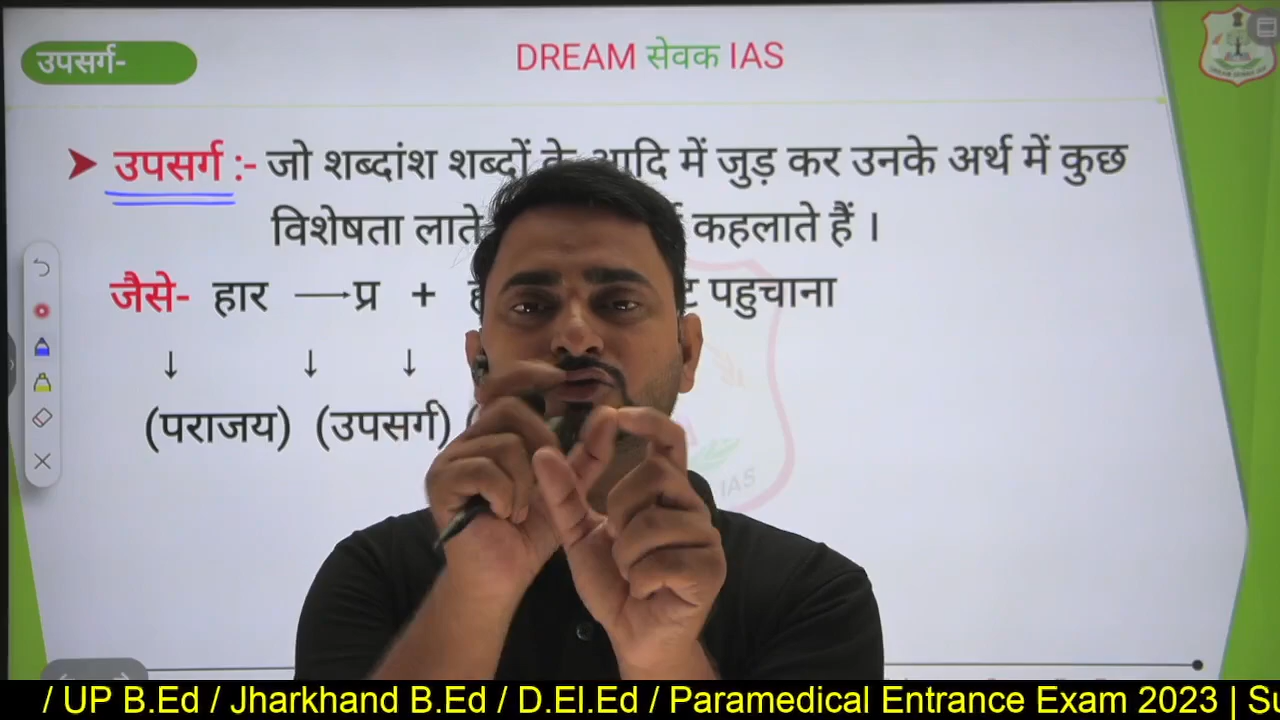 उपसर्ग-
DREAM सेवक IAS
उपसर्ग :- जो शब्दांश शब्दों के आदि में जुड़ कर उनके अर्थ में कुछ
विशेषता लाते कहलाते हैं ।
जैसे- हार → प्र + पहुचाना
↓ ↓ ↓
(पराजय) (उपसर्ग) (
IAS
/ UP B.Ed / Jharkhand B.Ed / D.El.Ed / Paramedical Entrance Exam 2023 | Su